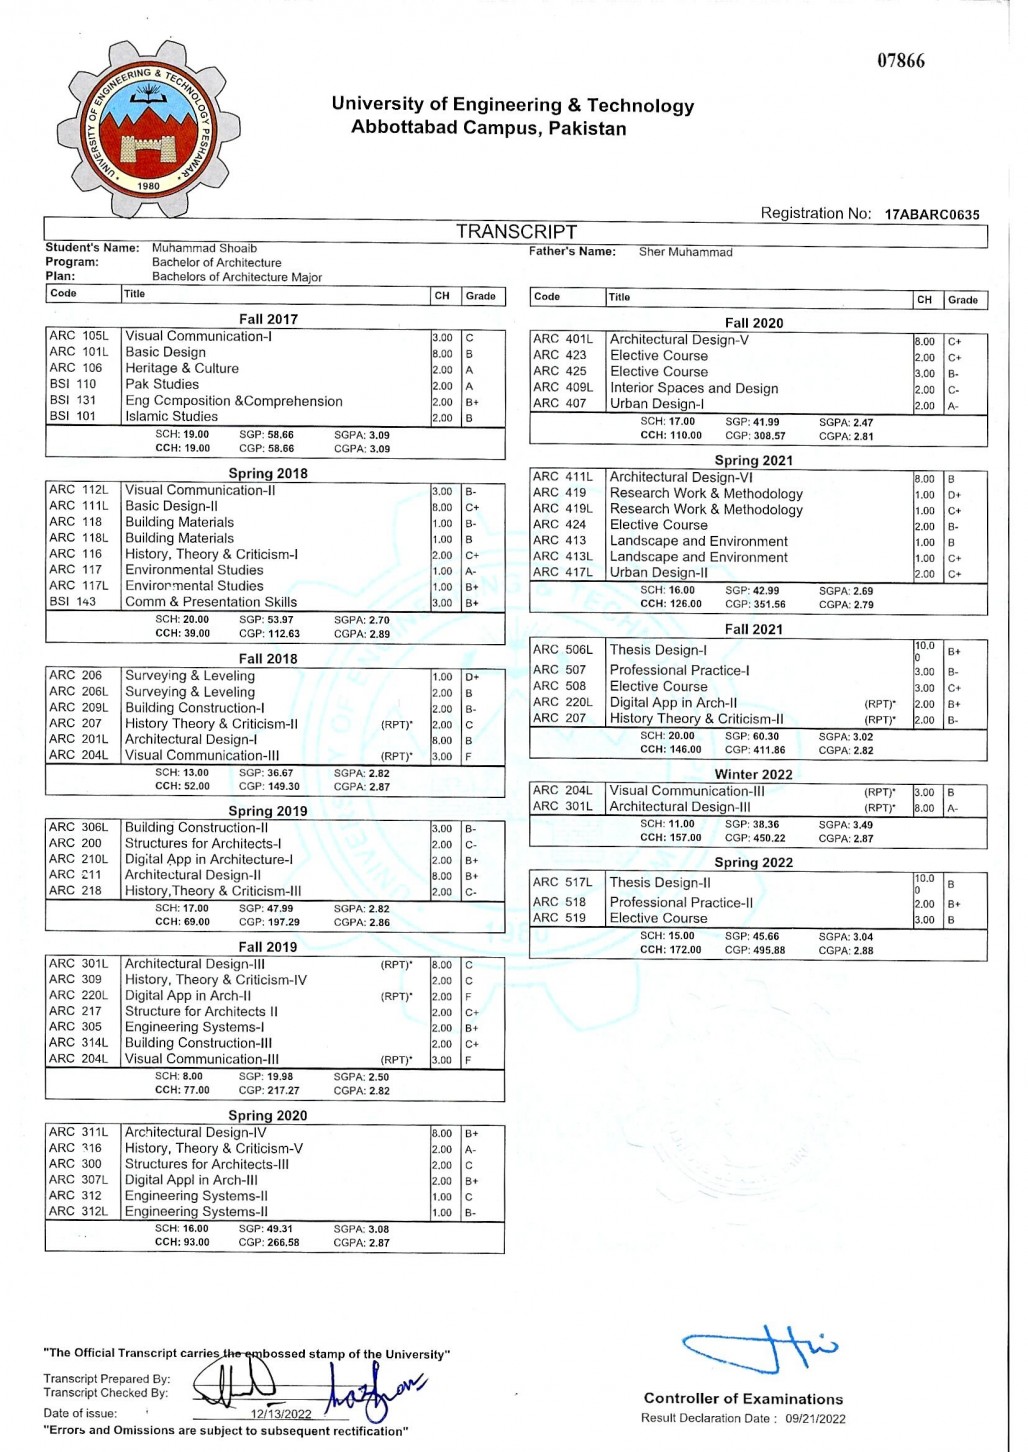 07866
UNIVERSITY OF ENGINEERING & TECHNOLOGY PESHAWAR
1980
University of Engineering & Technology
Abbottabad Campus, Pakistan
Registration No: 17ABARC0635
TRANSCRIPT
Student's Name: Muhammad Shoaib
Father's Name: Sher Muhammad
Program: Bachelor of Architecture
Plan: Bachelors of Architecture Major
Code Title CH Grade
Fall 2017
ARC 105L Visual Communication-I 3.00 C
ARC 101L Basic Design 8.00 B
ARC 106 Heritage & Culture 2.00 A
BSI 110 Pak Studies 2.00 A
BSI 131 Eng Composition &Comprehension 2.00 B+
BSI 101 Islamic Studies 2.00 B
SCH: 19.00 SGP: 58.66 SGPA: 3.09
CCH: 19.00 CGP: 58.66 CGPA: 3.09
Spring 2018
ARC 112L Visual Communication-II 3.00 B-
ARC 111L Basic Design-II 8.00 C+
ARC 118 Building Materials 1.00 B-
ARC 118L Building Materials 1.00 B
ARC 116 History, Theory & Criticism-I 2.00 C+
ARC 117 Environmental Studies 1.00 A-
ARC 117L Environmental Studies 1.00 B+
BSI 143 Comm & Presentation Skills 3.00 B+
SCH: 20.00 SGP: 53.97 SGPA: 2.70
CCH: 39.00 CGP: 112.63 CGPA: 2.89
Fall 2018
ARC 206 Surveying & Leveling 1.00 D+
ARC 206L Surveying & Leveling 2.00 B
ARC 209L Building Construction-I 2.00 B-
ARC 207 History Theory & Criticism-II (RPT)* 2.00 C
ARC 201L Architectural Design-I 8.00 B
ARC 204L Visual Communication-III (RPT)* 3.00 F
SCH: 13.00 SGP: 36.67 SGPA: 2.82
CCH: 52.00 CGP: 149.30 CGPA: 2.87
Spring 2019
ARC 306L Building Construction-II 3.00 B-
ARC 200 Structures for Architects-I 2.00 C-
ARC 210L Digital App in Architecture-I 2.00 B+
ARC 211 Architectural Design-II 8.00 B+
ARC 218 History,Theory & Criticism-III 2.00 C-
SCH: 17.00 SGP: 47.99 SGPA: 2.82
CCH: 69.00 CGP: 197.29 CGPA: 2.86
Fall 2019
ARC 301L Architectural Design-III (RPT)* 8.00 C
ARC 309 History, Theory & Criticism-IV 2.00 C
ARC 220L Digital App in Arch-II (RPT)* 2.00 F
ARC 217 Structure for Architects II 2.00 C+
ARC 305 Engineering Systems-I 2.00 B+
ARC 314L Building Construction-III 2.00 C+
ARC 204L Visual Communication-III (RPT)* 3.00 F
SCH: 8.00 SGP: 19.98 SGPA: 2.50
CCH: 77.00 CGP: 217.27 CGPA: 2.82
Spring 2020
ARC 311L Architectural Design-IV 8.00 B+
ARC 316 History, Theory & Criticism-V 2.00 A-
ARC 300 Structures for Architects-III 2.00 C
ARC 307L Digital Appl in Arch-III 2.00 B+
ARC 312 Engineering Systems-II 1.00 C
ARC 312L Engineering Systems-II 1.00 B-
SCH: 16.00 SGP: 49.31 SGPA: 3.08
CCH: 93.00 CGP: 266.58 CGPA: 2.87
Code Title CH Grade
Fall 2020
ARC 401L Architectural Design-V 8.00 C+
ARC 423 Elective Course 2.00 C+
ARC 425 Elective Course 3.00 B-
ARC 409L Interior Spaces and Design 2.00 C-
ARC 407 Urban Design-I 2.00 A-
SCH: 17.00 SGP: 41.99 SGPA: 2.47
CCH: 110.00 CGP: 308.57 CGPA: 2.81
Spring 2021
ARC 411L Architectural Design-VI 8.00 B
ARC 419 Research Work & Methodology 1.00 D+
ARC 419L Research Work & Methodology 1.00 C+
ARC 424 Elective Course 2.00 B-
ARC 413 Landscape and Environment 1.00 B
ARC 413L Landscape and Environment 1.00 C+
ARC 417L Urban Design-II 2.00 C+
SCH: 16.00 SGP: 42.99 SGPA: 2.69
CCH: 126.00 CGP: 351.56 CGPA: 2.79
Fall 2021
ARC 506L Thesis Design-I 10.00 B+
ARC 507 Professional Practice-I 3.00 B-
ARC 508 Elective Course 3.00 C+
ARC 220L Digital App in Arch-II (RPT)* 2.00 B+
ARC 207 History Theory & Criticism-II (RPT)* 2.00 B-
SCH: 20.00 SGP: 60.30 SGPA: 3.02
CCH: 146.00 CGP: 411.86 CGPA: 2.82
Winter 2022
ARC 204L Visual Communication-III (RPT)* 3.00 B
ARC 301L Architectural Design-III (RPT)* 8.00 A-
SCH: 11.00 SGP: 38.36 SGPA: 3.49
CCH: 157.00 CGP: 450.22 CGPA: 2.87
Spring 2022
ARC 517L Thesis Design-II 10.00 B
ARC 518 Professional Practice-II 2.00 B+
ARC 519 Elective Course 3.00 B
SCH: 15.00 SGP: 45.66 SGPA: 3.04
CCH: 172.00 CGP: 495.88 CGPA: 2.88
"The Official Transcript carries the embossed stamp of the University"
Transcript Prepared By:
Transcript Checked By:
Date of issue: 12/13/2022
"Errors and Omissions are subject to subsequent rectification"
Controller of Examinations
Result Declaration Date : 09/21/2022